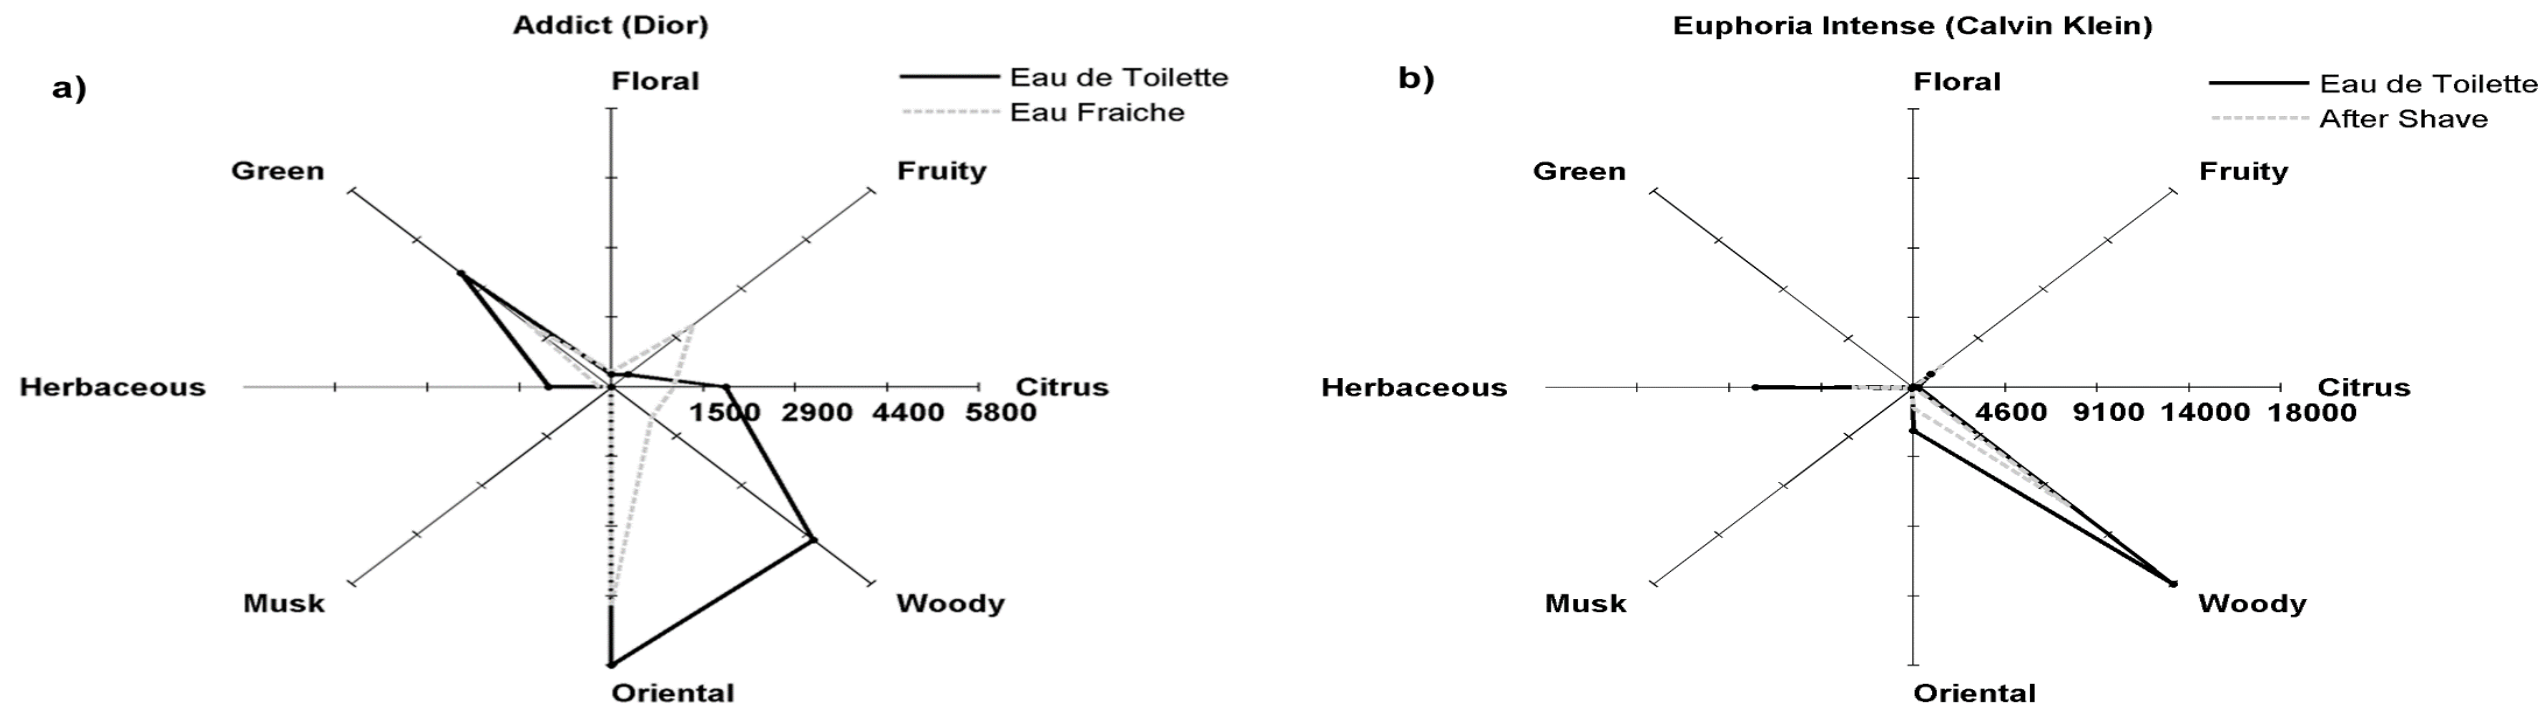 Addict (Dior)
a)
Eau de Toilette
Eau Fraiche
Floral
Green
Fruity
Herbaceous
Citrus
1500 2900 4400 5800
Musk
Woody
Oriental
Euphoria Intense (Calvin Klein)
b)
Eau de Toilette
After Shave
Floral
Green
Fruity
Herbaceous
Citrus
4600 9100 14000 18000
Musk
Woody
Oriental